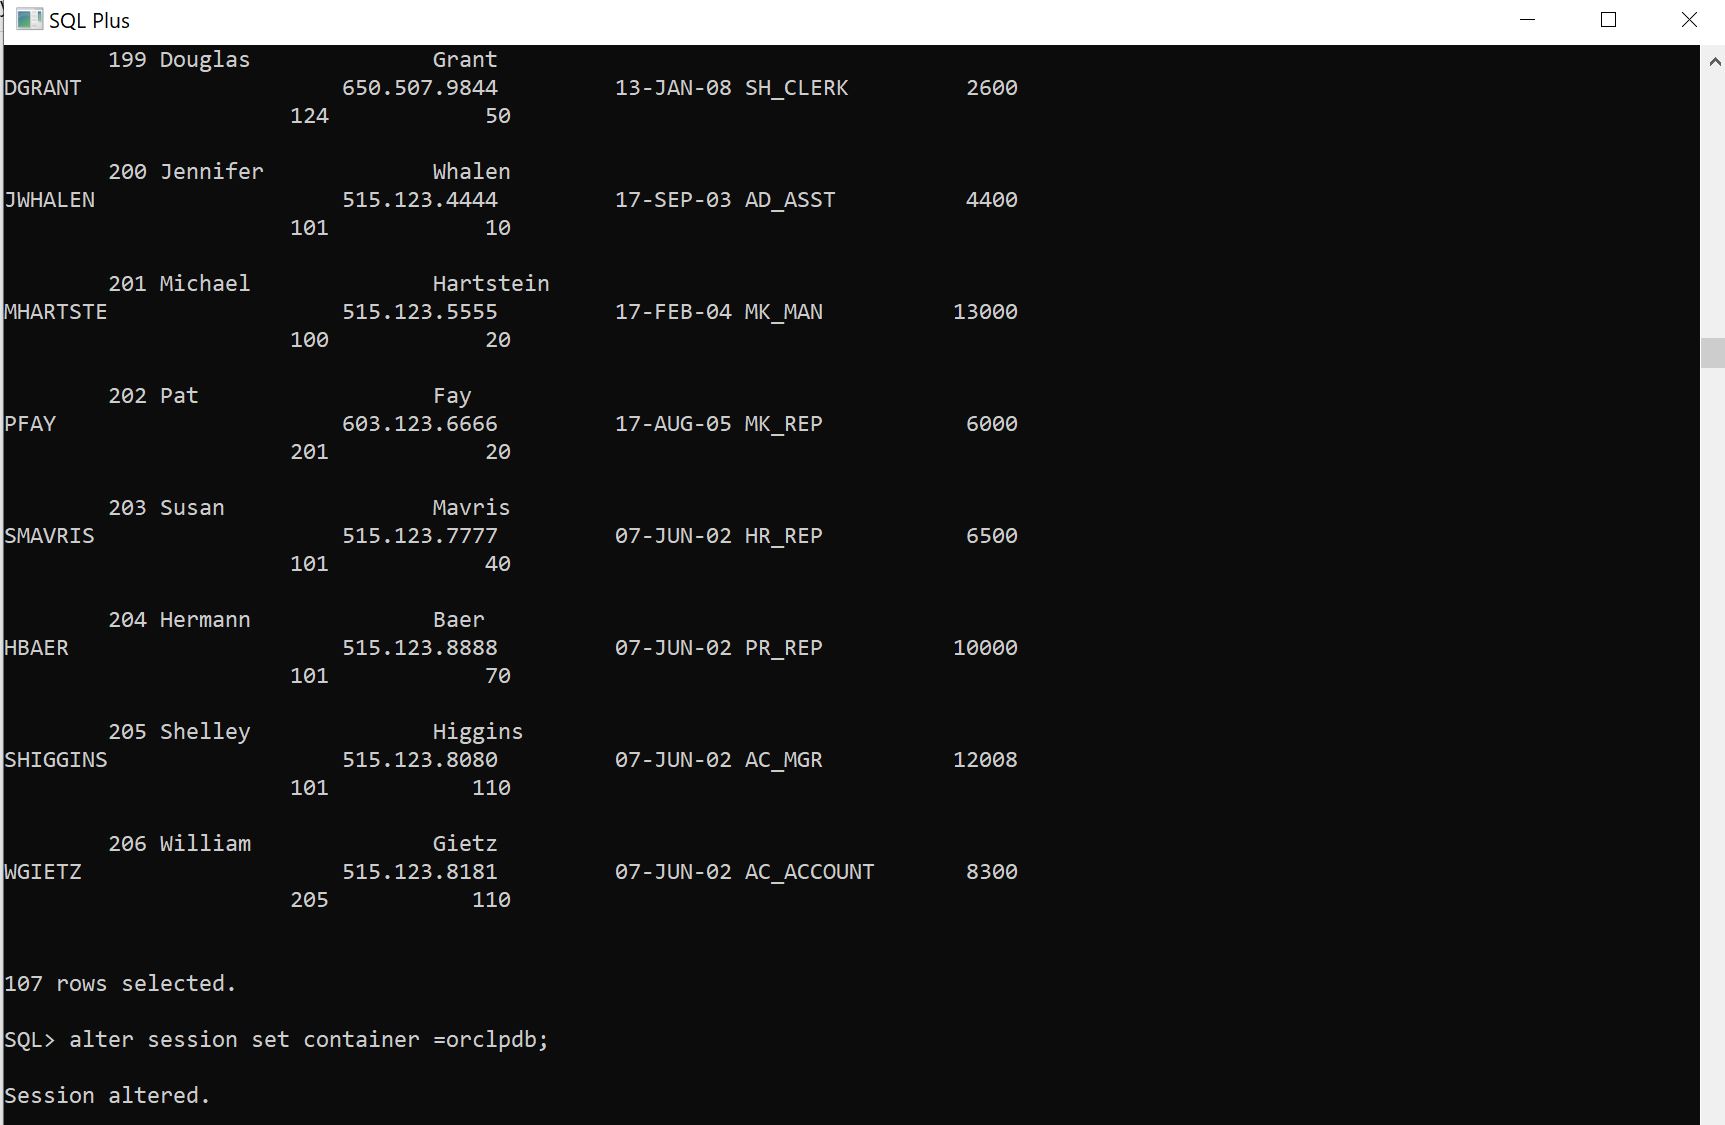 SQL Plus
199 Douglas Grant
DGRANT 650.507.9844 13-JAN-08 SH_CLERK 2600
124 50
200 Jennifer Whalen
JWHALEN 515.123.4444 17-SEP-03 AD_ASST 4400
101 10
201 Michael Hartstein
MHARTSTE 515.123.5555 17-FEB-04 MK_MAN 13000
100 20
202 Pat Fay
PFAY 603.123.6666 17-AUG-05 MK_REP 6000
201 20
203 Susan Mavris
SMAVRIS 515.123.7777 07-JUN-02 HR_REP 6500
101 40
204 Hermann Baer
HBAER 515.123.8888 07-JUN-02 PR_REP 10000
101 70
205 Shelley Higgins
SHIGGINS 515.123.8080 07-JUN-02 AC_MGR 12008
101 110
206 William Gietz
WGIETZ 515.123.8181 07-JUN-02 AC_ACCOUNT 8300
205 110
107 rows selected.
SQL> alter session set container =orclpdb;
Session altered.